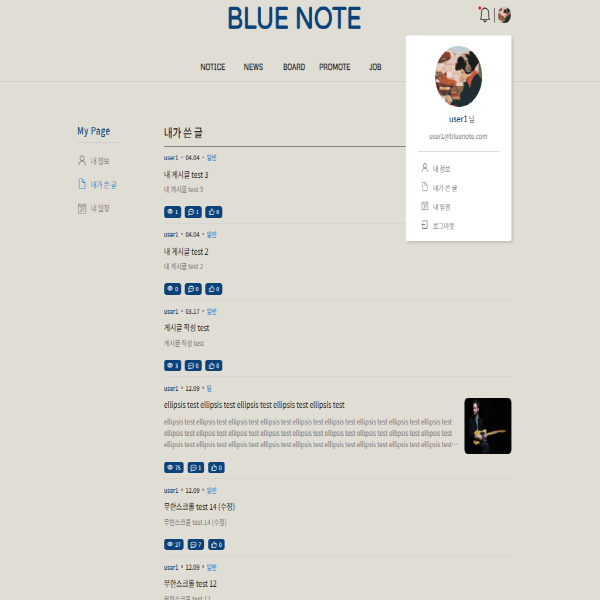 BLUE NOTE
NOTICE NEWS BOARD PROMOTE JOB
user1 님
user1@bluenote.com
내 정보
내가 쓴 글
내 일정
로그아웃
My Page
내 정보
내가 쓴 글
내 일정
내가 쓴 글
user1 • 04.04 • 일반
내 게시글 test 3
내 게시글 test 3
1 1 0
user1 • 04.04 • 일반
내 게시글 test 2
내 게시글 test 2
0 0 0
user1 • 03.17 • 일반
게시글 작성 test
게시글 작성 test
3 0 0
user1 • 12.09 • 팁
ellipsis test ellipsis test ellipsis test ellipsis test ellipsis test
ellipsis test ellipsis test ellipsis test ellipsis test ellipsis test ellipsis test ellipsis test ellipsis test ellipsis test
ellipsis test ellipsis test ellipsis test ellipsis test ellipsis test ellipsis test ellipsis test ellipsis test ellipsis test
ellipsis test ellipsis test ellipsis test ellipsis test ellipsis test ellipsis test ellipsis test ellipsis test ellipsis test…
75 1 0
user1 • 12.09 • 일반
무한스크롤 test 14 (수정)
무한스크롤 test 14 (수정)
27 7 0
user1 • 12.09 • 일반
무한스크롤 test 12
무한스크롤 test 12